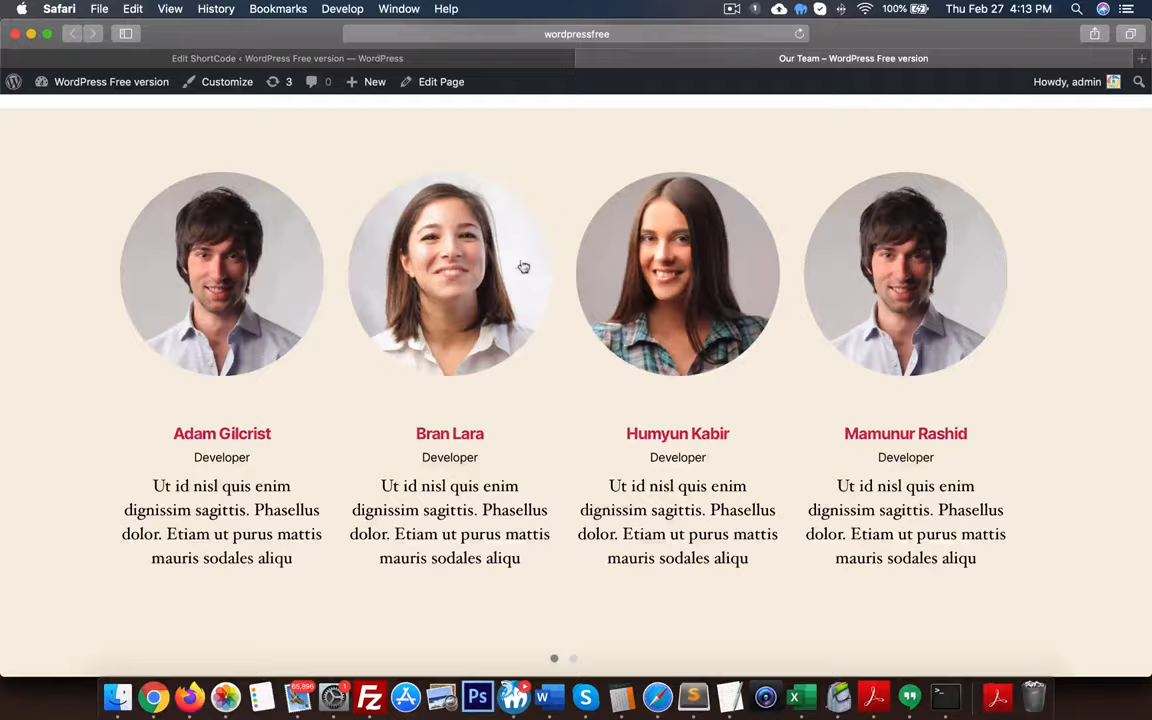 Safari File Edit View History Bookmarks Develop Window Help 100% Thu Feb 27 4:13 PM
wordpressfree
Edit ShortCode ‹ WordPress Free version — WordPress
Our Team – WordPress Free version
WordPress Free version Customize 3 0 New Edit Page Howdy, admin
Adam Gilcrist
Bran Lara
Humyun Kabir
Mamunur Rashid
Developer
Developer
Developer
Developer
Ut id nisl quis enim
dignissim sagittis. Phasellus
dolor. Etiam ut purus mattis
mauris sodales aliqu
Ut id nisl quis enim
dignissim sagittis. Phasellus
dolor. Etiam ut purus mattis
mauris sodales aliqu
Ut id nisl quis enim
dignissim sagittis. Phasellus
dolor. Etiam ut purus mattis
mauris sodales aliqu
Ut id nisl quis enim
dignissim sagittis. Phasellus
dolor. Etiam ut purus mattis
mauris sodales aliqu
65,896
1
Fz
Ps
W
S
S
X